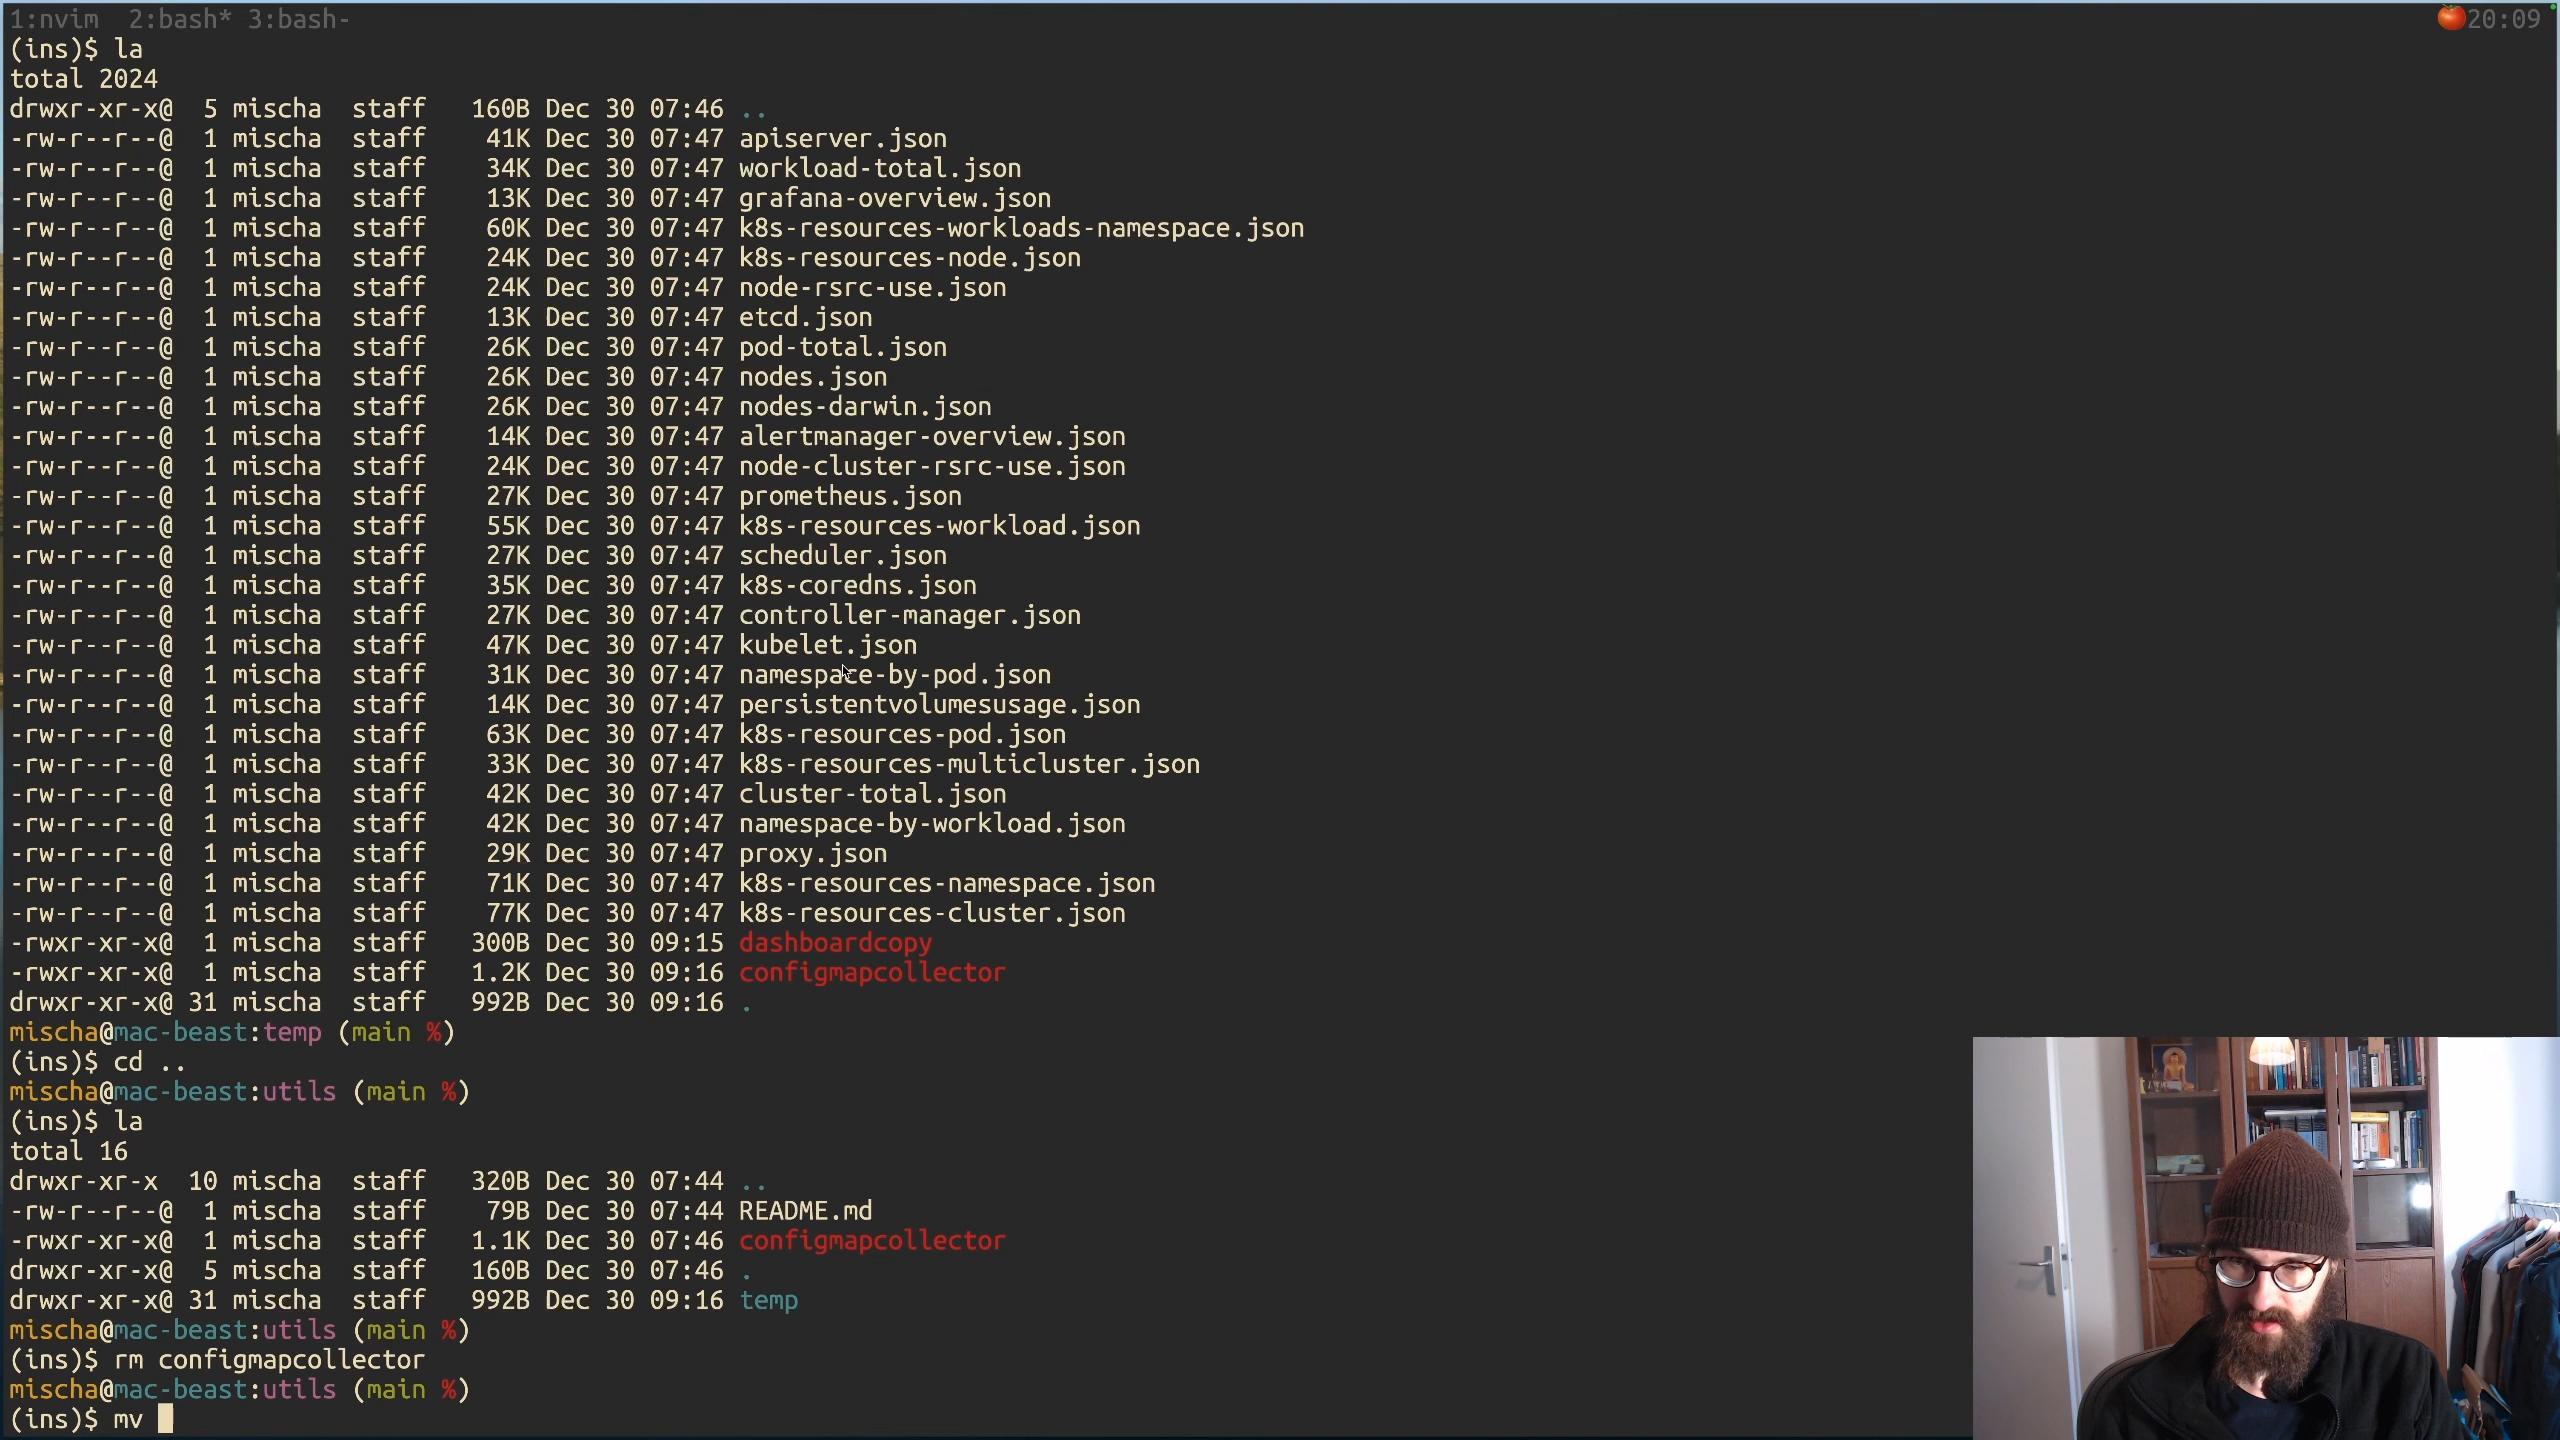 1:nvim  2:bash* 3:bash-
20:09
(ins)$ la
total 2024
drwxr-xr-x@  5 mischa  staff   160B Dec 30 07:46 ..
-rw-r--r--@  1 mischa  staff    41K Dec 30 07:47 apiserver.json
-rw-r--r--@  1 mischa  staff    34K Dec 30 07:47 workload-total.json
-rw-r--r--@  1 mischa  staff    13K Dec 30 07:47 grafana-overview.json
-rw-r--r--@  1 mischa  staff    60K Dec 30 07:47 k8s-resources-workloads-namespace.json
-rw-r--r--@  1 mischa  staff    24K Dec 30 07:47 k8s-resources-node.json
-rw-r--r--@  1 mischa  staff    24K Dec 30 07:47 node-rsrc-use.json
-rw-r--r--@  1 mischa  staff    13K Dec 30 07:47 etcd.json
-rw-r--r--@  1 mischa  staff    26K Dec 30 07:47 pod-total.json
-rw-r--r--@  1 mischa  staff    26K Dec 30 07:47 nodes.json
-rw-r--r--@  1 mischa  staff    26K Dec 30 07:47 nodes-darwin.json
-rw-r--r--@  1 mischa  staff    14K Dec 30 07:47 alertmanager-overview.json
-rw-r--r--@  1 mischa  staff    24K Dec 30 07:47 node-cluster-rsrc-use.json
-rw-r--r--@  1 mischa  staff    27K Dec 30 07:47 prometheus.json
-rw-r--r--@  1 mischa  staff    55K Dec 30 07:47 k8s-resources-workload.json
-rw-r--r--@  1 mischa  staff    27K Dec 30 07:47 scheduler.json
-rw-r--r--@  1 mischa  staff    35K Dec 30 07:47 k8s-coredns.json
-rw-r--r--@  1 mischa  staff    27K Dec 30 07:47 controller-manager.json
-rw-r--r--@  1 mischa  staff    47K Dec 30 07:47 kubelet.json
-rw-r--r--@  1 mischa  staff    31K Dec 30 07:47 namespace-by-pod.json
-rw-r--r--@  1 mischa  staff    14K Dec 30 07:47 persistentvolumesusage.json
-rw-r--r--@  1 mischa  staff    63K Dec 30 07:47 k8s-resources-pod.json
-rw-r--r--@  1 mischa  staff    33K Dec 30 07:47 k8s-resources-multicluster.json
-rw-r--r--@  1 mischa  staff    42K Dec 30 07:47 cluster-total.json
-rw-r--r--@  1 mischa  staff    42K Dec 30 07:47 namespace-by-workload.json
-rw-r--r--@  1 mischa  staff    29K Dec 30 07:47 proxy.json
-rw-r--r--@  1 mischa  staff    71K Dec 30 07:47 k8s-resources-namespace.json
-rw-r--r--@  1 mischa  staff    77K Dec 30 07:47 k8s-resources-cluster.json
-rwxr-xr-x@  1 mischa  staff   300B Dec 30 09:15 dashboardcopy
-rwxr-xr-x@  1 mischa  staff   1.2K Dec 30 09:16 configmapcollector
drwxr-xr-x@ 31 mischa  staff   992B Dec 30 09:16 .
mischa@mac-beast:temp (main %)
(ins)$ cd ..
mischa@mac-beast:utils (main %)
(ins)$ la
total 16
drwxr-xr-x  10 mischa  staff   320B Dec 30 07:44 ..
-rw-r--r--@  1 mischa  staff    79B Dec 30 07:44 README.md
-rwxr-xr-x@  1 mischa  staff   1.1K Dec 30 07:46 configmapcollector
drwxr-xr-x@  5 mischa  staff   160B Dec 30 07:46 .
drwxr-xr-x@ 31 mischa  staff   992B Dec 30 09:16 temp
mischa@mac-beast:utils (main %)
(ins)$ rm configmapcollector
mischa@mac-beast:utils (main %)
(ins)$ mv